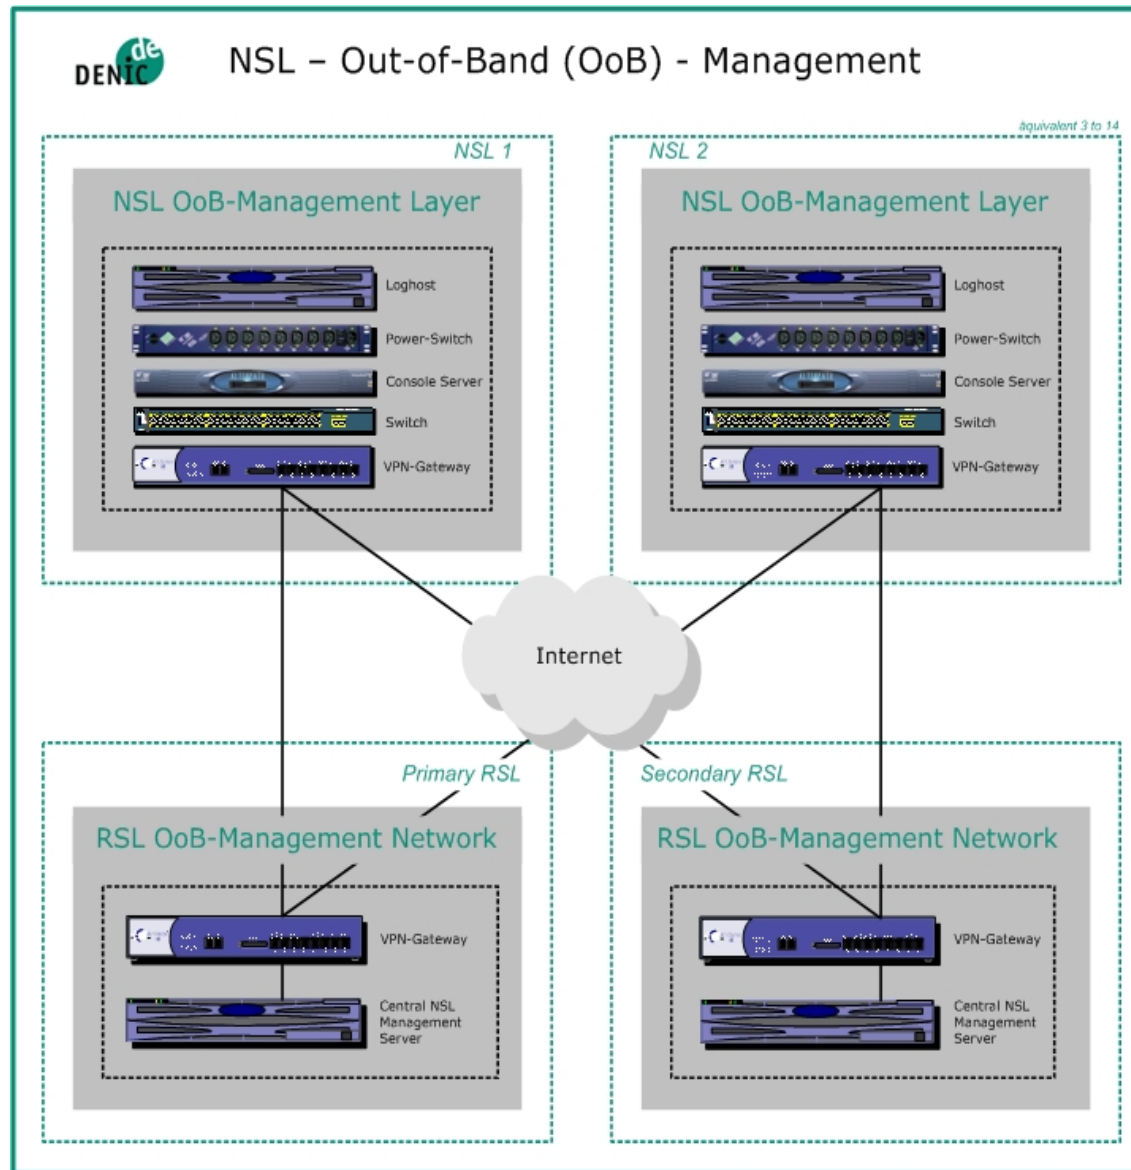 DENIC de
NSL – Out-of-Band (OoB) - Management
äquivalent 3 to 14
NSL 1
NSL OoB-Management Layer
Loghost
Power-Switch
Console Server
Switch
VPN-Gateway
NSL 2
NSL OoB-Management Layer
Loghost
Power-Switch
Console Server
Switch
VPN-Gateway
Internet
Primary RSL
RSL OoB-Management Network
VPN-Gateway
Central NSL
Management
Server
Secondary RSL
RSL OoB-Management Network
VPN-Gateway
Central NSL
Management
Server